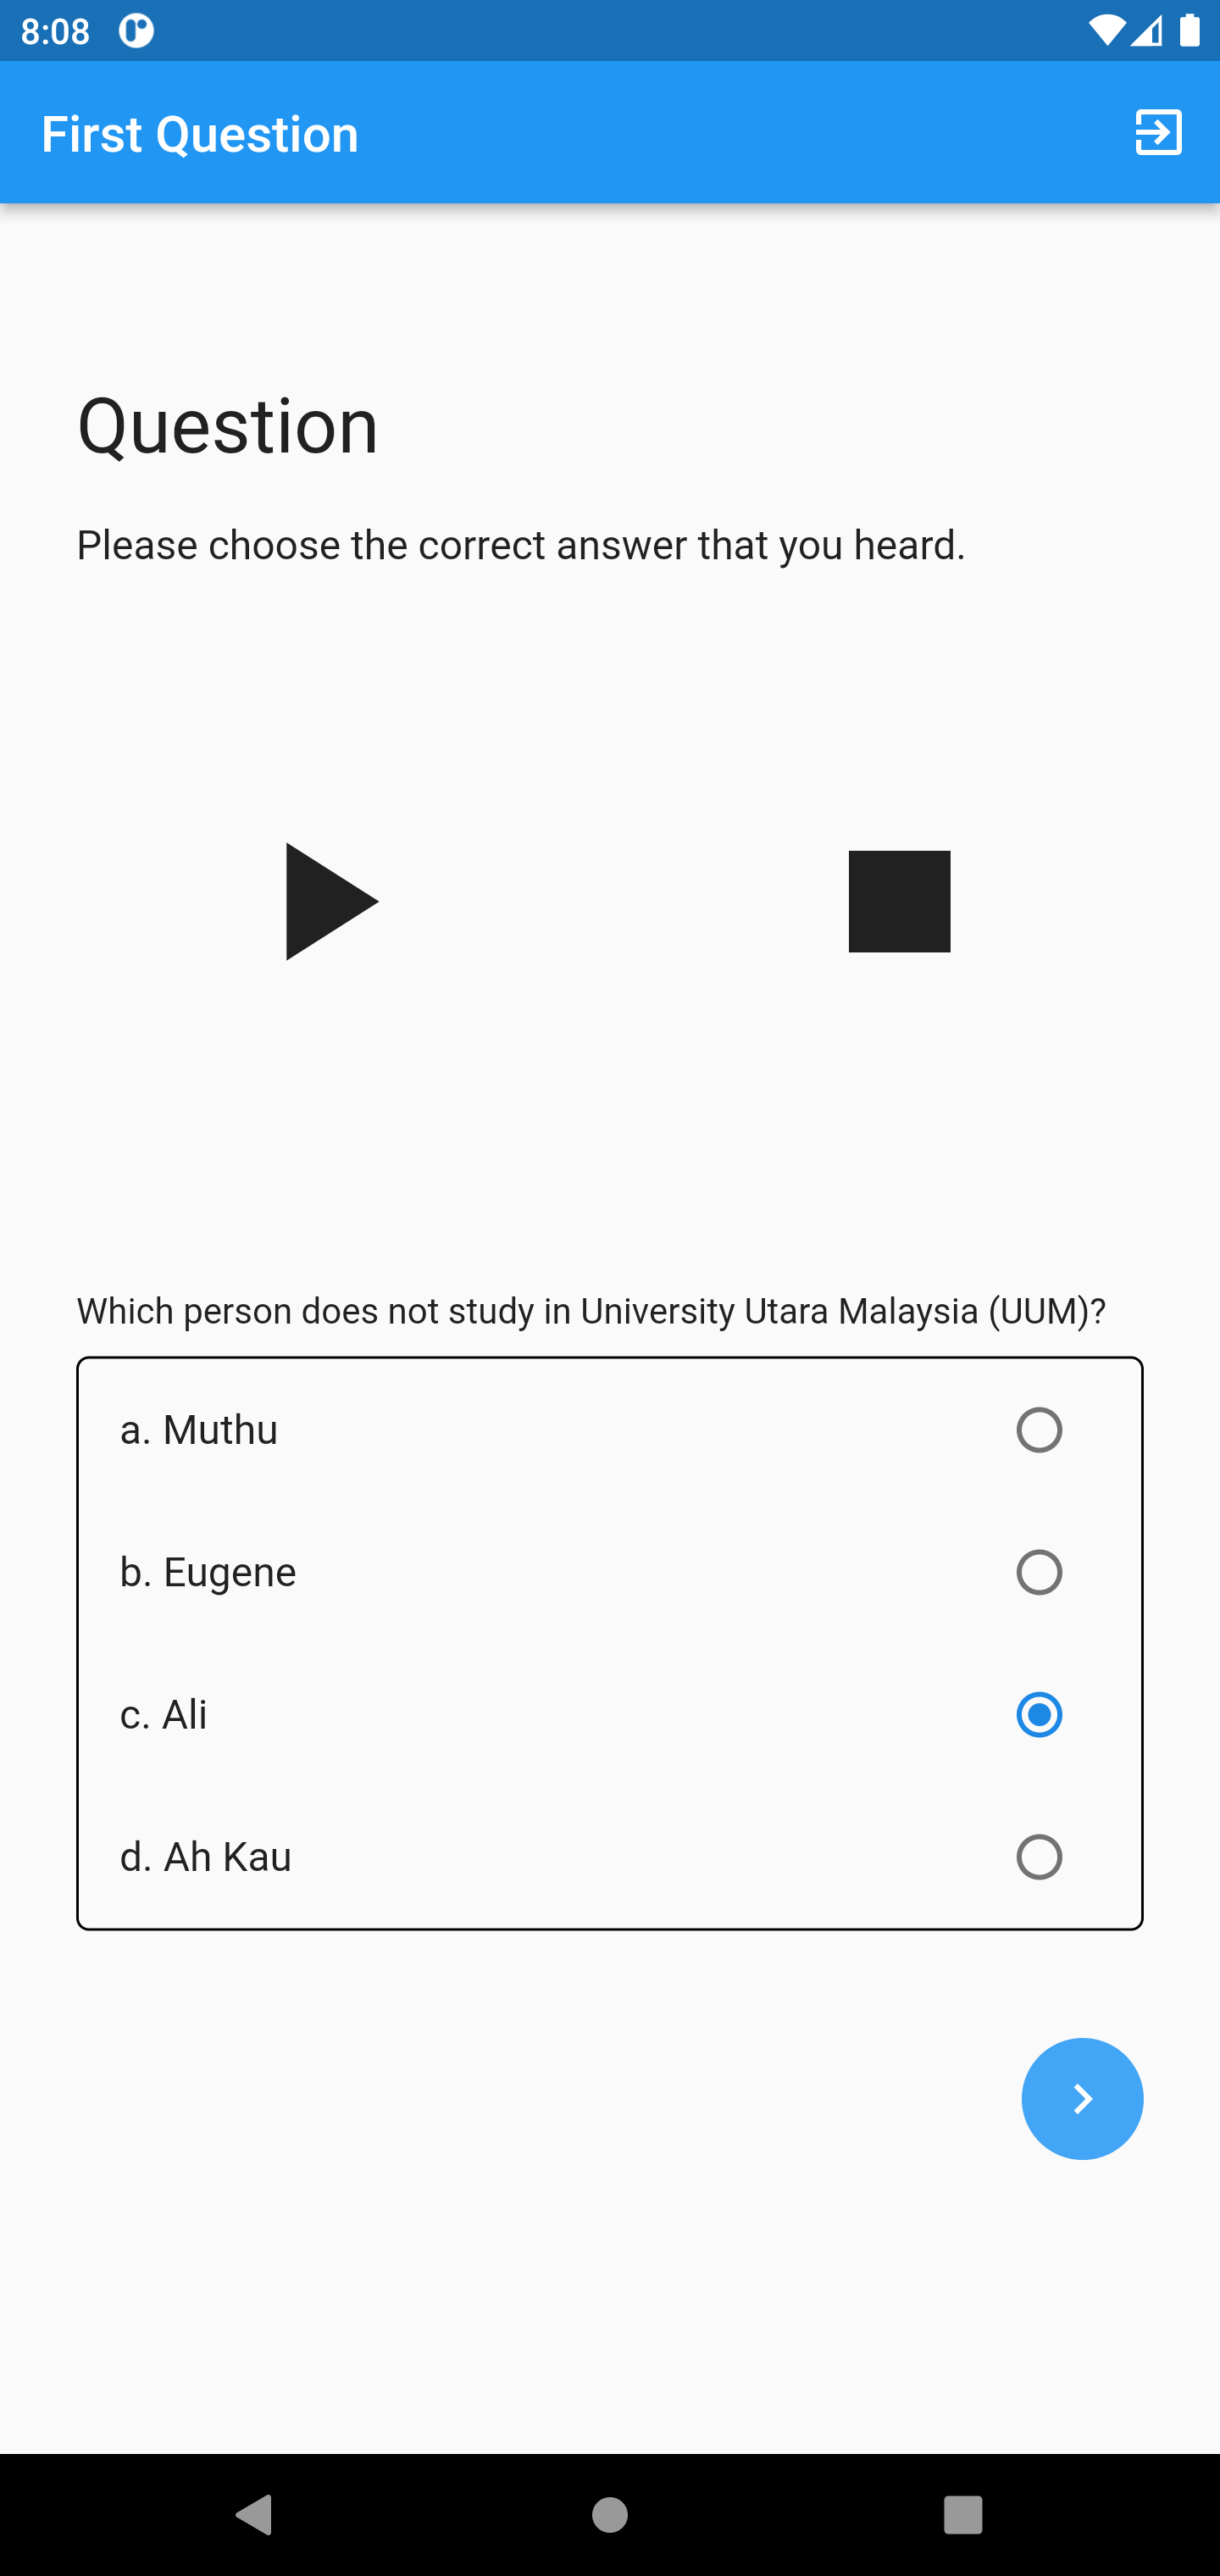 8:08
First Question
Question
Please choose the correct answer that you heard.
Which person does not study in University Utara Malaysia (UUM)?
a. Muthu
b. Eugene
c. Ali
d. Ah Kau